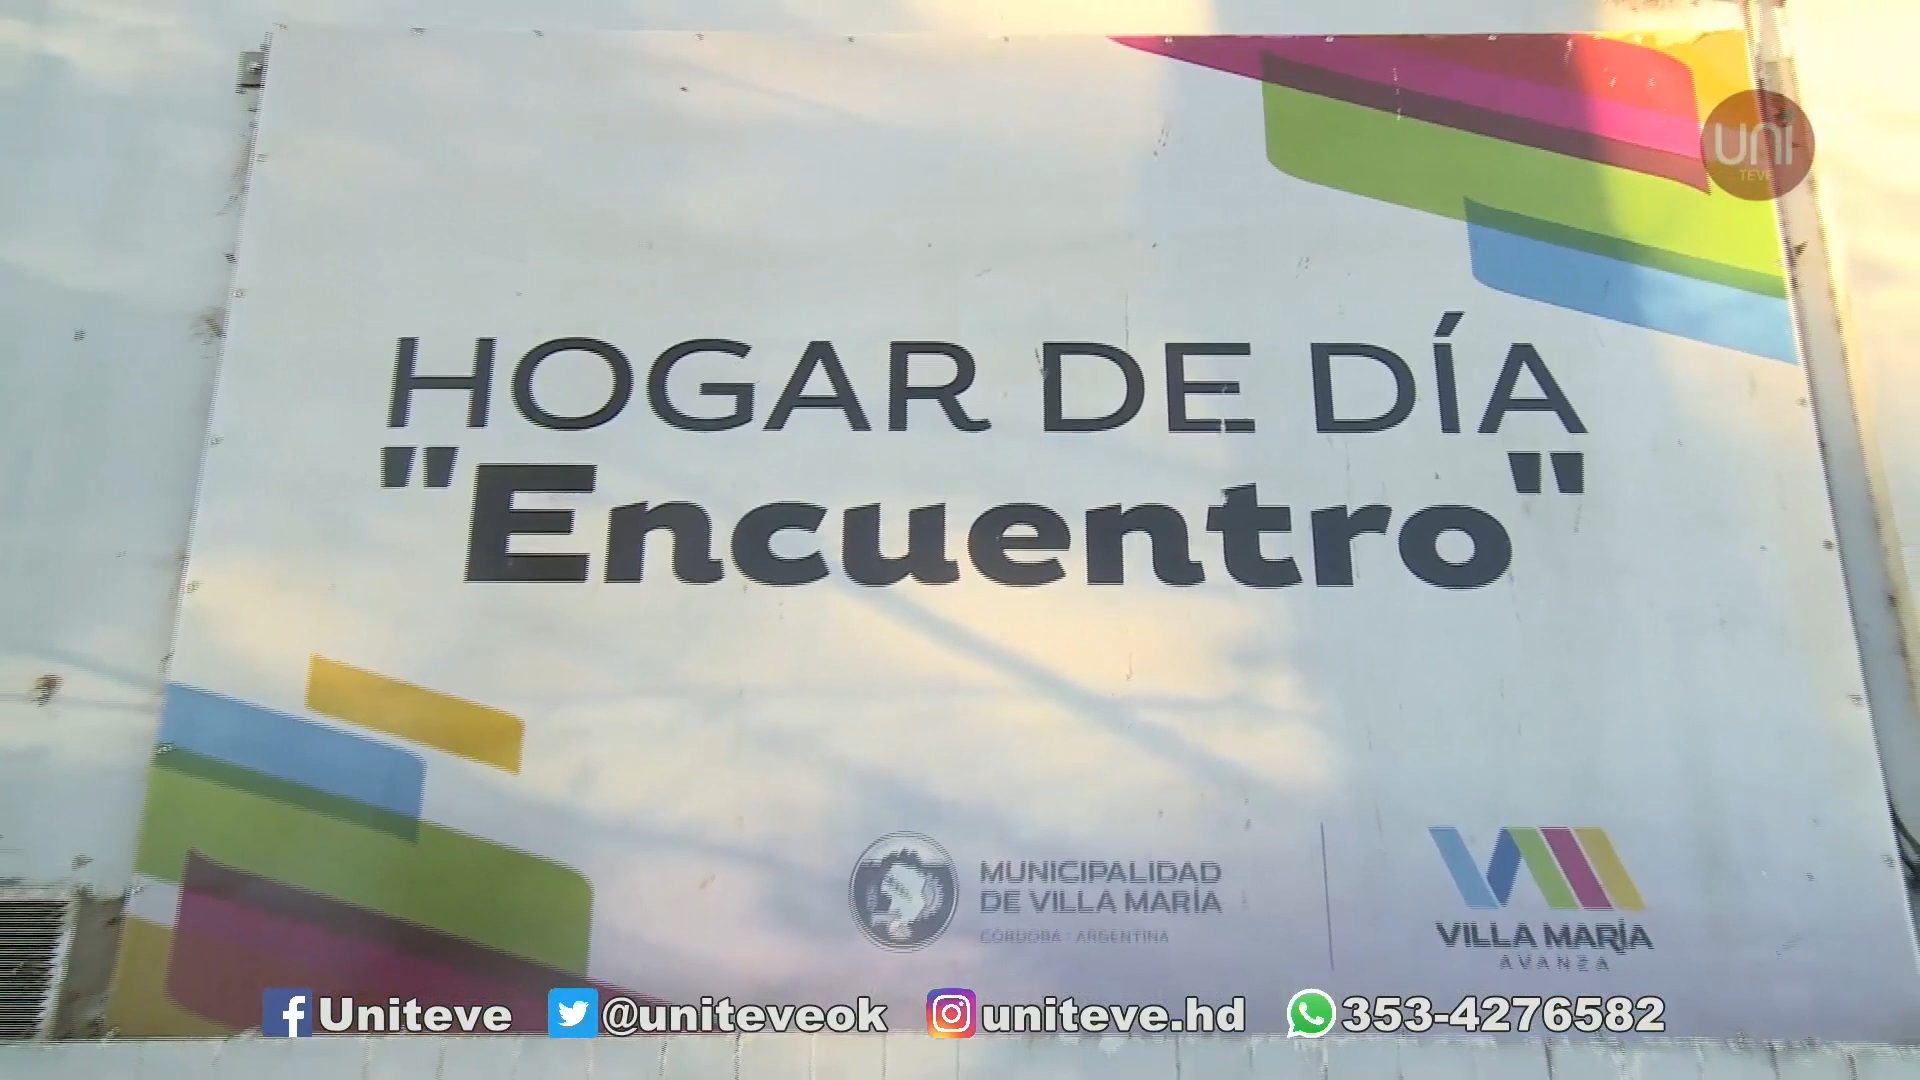 uni
TEVE
HOGAR DE DÍA
"Encuentro"
MUNICIPALIDAD
DE VILLA MARÍA
CÓRDOBA - ARGENTINA
VILLA MARÍA
AVANZA
Uniteve @uniteveok uniteve.hd 353-4276582